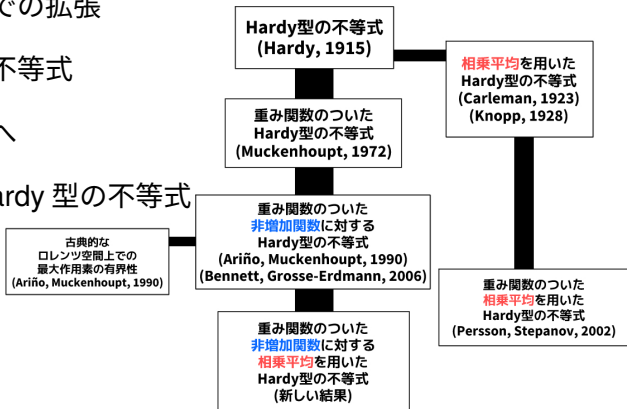 での拡張
不等式
へ
ardy 型の不等式
Hardy型の不等式
(Hardy, 1915)
相乗平均を用いた
Hardy型の不等式
(Carleman, 1923)
(Knopp, 1928)
重み関数のついた
Hardy型の不等式
(Muckenhoupt, 1972)
重み関数のついた
非増加関数に対する
Hardy型の不等式
(Ariño, Muckenhoupt, 1990)
(Bennett, Grosse-Erdmann, 2006)
古典的な
ロレンツ空間上での
最大作用素の有界性
(Ariño, Muckenhoupt, 1990)
重み関数のついた
相乗平均を用いた
Hardy型の不等式
(Persson, Stepanov, 2002)
重み関数のついた
非増加関数に対する
相乗平均を用いた
Hardy型の不等式
(新しい結果)